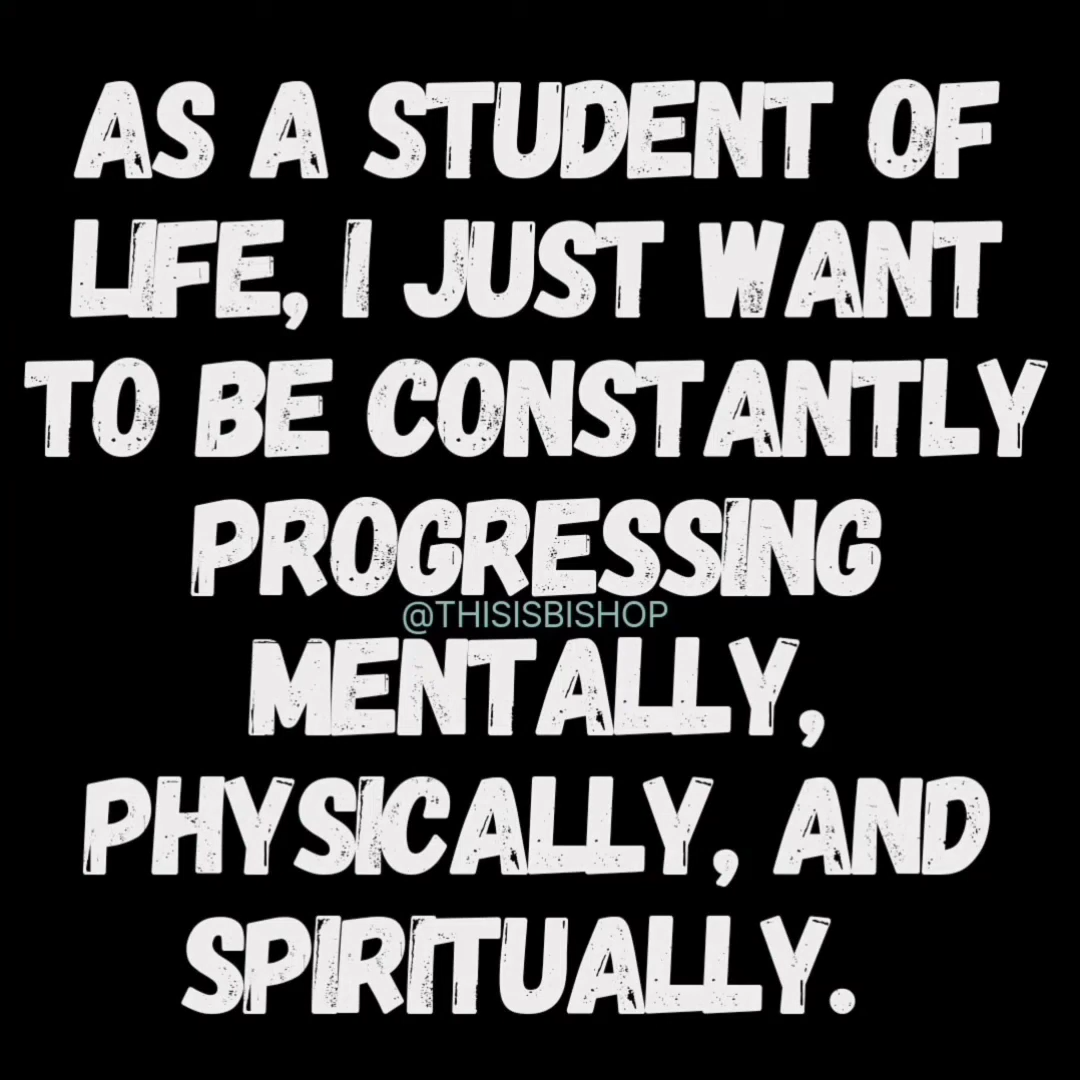 AS A STUDENT OF
LIFE, I JUST WANT
TO BE CONSTANTLY
PROGRESSING
@THISISBISHOP
MENTALLY,
PHYSICALLY, AND
SPIRITUALLY.